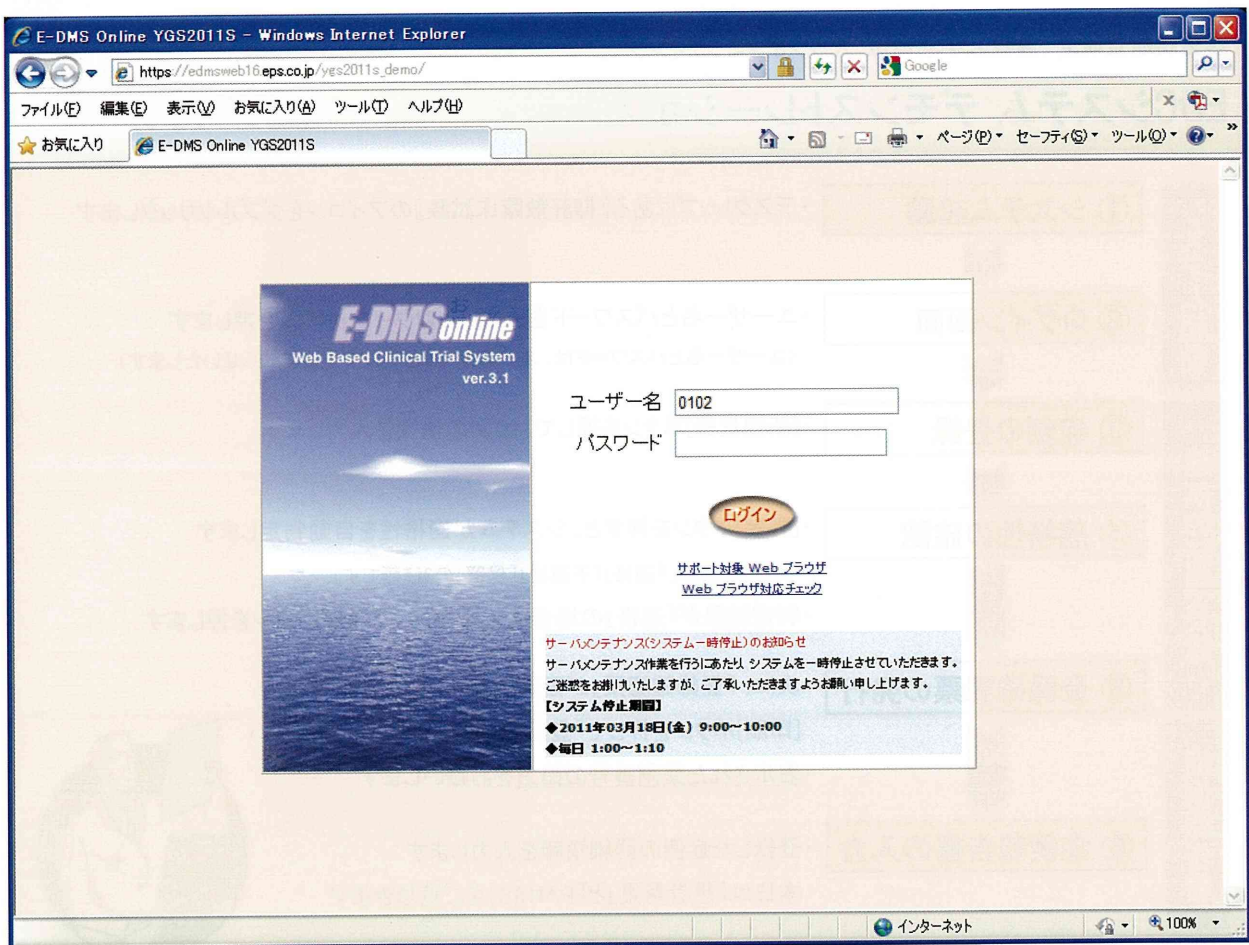 E-DMS Online YGS2011S - Windows Internet Explorer
https://edmsweb16.eps.co.jp/ygs2011s_demo/
Google
ファイル(F) 編集(E) 表示(V) お気に入り(A) ツール(T) ヘルプ(H)
お気に入り
E-DMS Online YGS2011S
ページ(P) セーフティ(S) ツール(O)
E-DMSonline
Web Based Clinical Trial System
ver.3.1
ユーザー名 0102
パスワード
ログイン
サポート対象 Web ブラウザ
Web ブラウザ対応チェック
サーバメンテナンス(システム一時停止)のお知らせ
サーバメンテナンス作業を行うにあたり、システムを一時停止させていただきます。
ご迷惑をお掛けいたしますが、ご了承いただきますようお願い申し上げます。
【システム停止期間】
◆2011年03月18日(金) 9:00～10:00
◆毎日 1:00～1:10
インターネット
100%